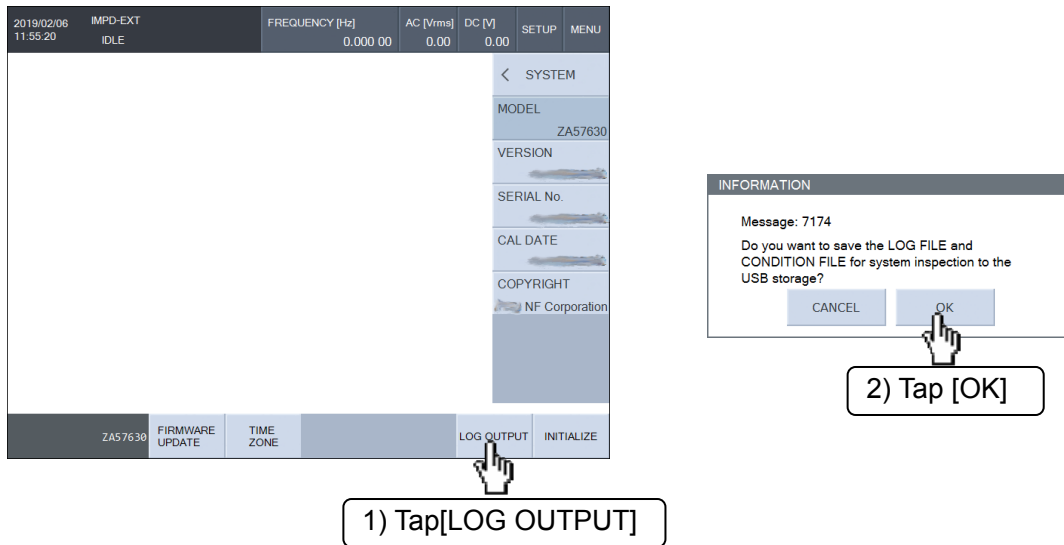 2019/02/06
11:55:20
IMPD-EXT
IDLE
FREQUENCY [Hz]
0.000 00
AC [Vrms]
0.00
DC [V]
0.00
SETUP
MENU
SYSTEM
MODEL
ZA57630
VERSION
SERIAL No.
CAL DATE
COPYRIGHT
NF Corporation
ZA57630
FIRMWARE
UPDATE
TIME
ZONE
LOG OUTPUT
INITIALIZE
1) Tap[LOG OUTPUT]
INFORMATION
Message: 7174
Do you want to save the LOG FILE and
CONDITION FILE for system inspection to the
USB storage?
CANCEL
OK
2) Tap [OK]